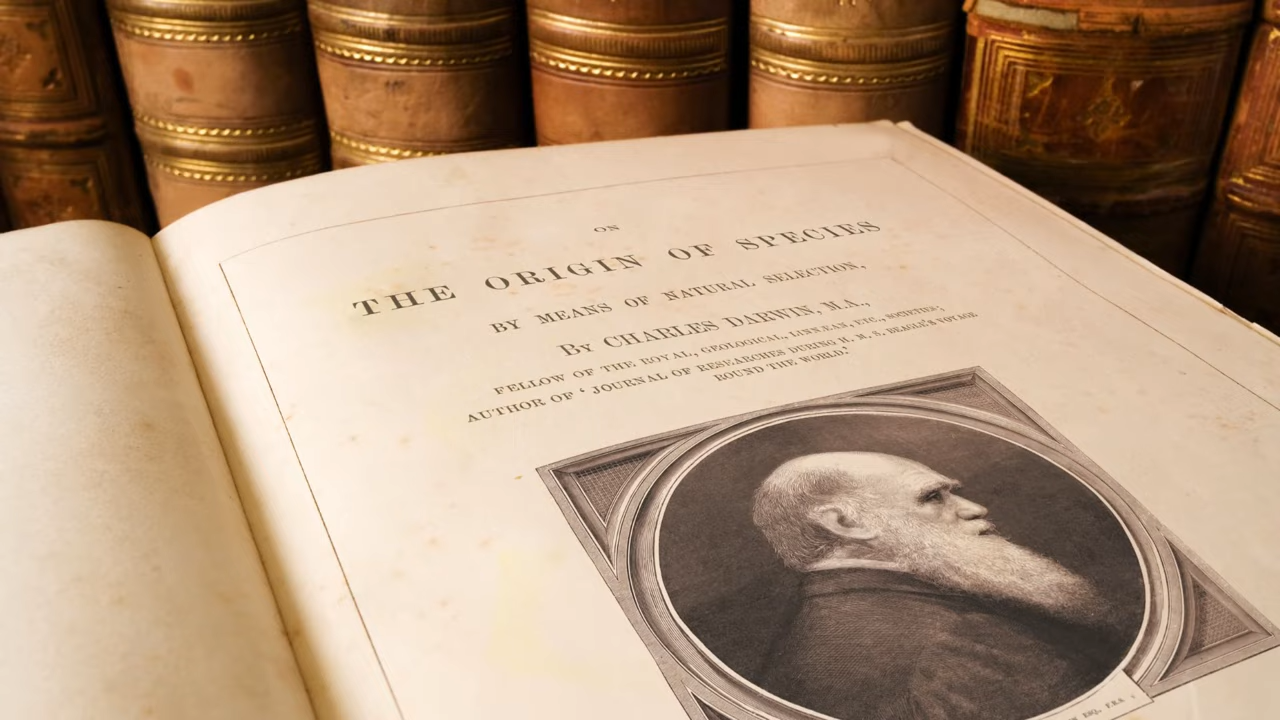 ON
THE ORIGIN OF SPECIES
BY MEANS OF NATURAL SELECTION,
By CHARLES DARWIN, M.A.,
FELLOW OF THE ROYAL, GEOLOGICAL, LINNÆAN, ETC., SOCIETIES;
AUTHOR OF ‘ JOURNAL OF RESEARCHES DURING H. M. S. BEAGLE'S VOYAGE
ROUND THE WORLD.’
ESQ., F.R.S.